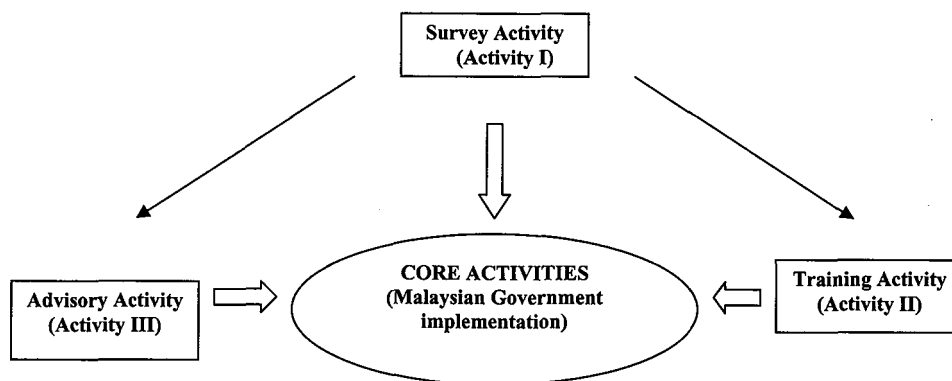 Survey Activity
(Activity I)
CORE ACTIVITIES
(Malaysian Government
implementation)
Advisory Activity
(Activity III)
Training Activity
(Activity II)